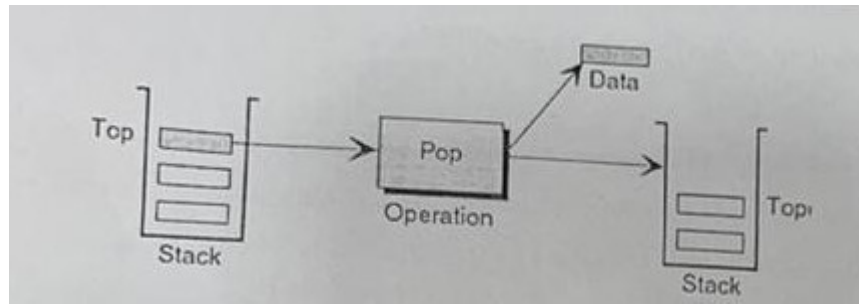 Top
Stack
Pop
Operation
Data
Top
Stack